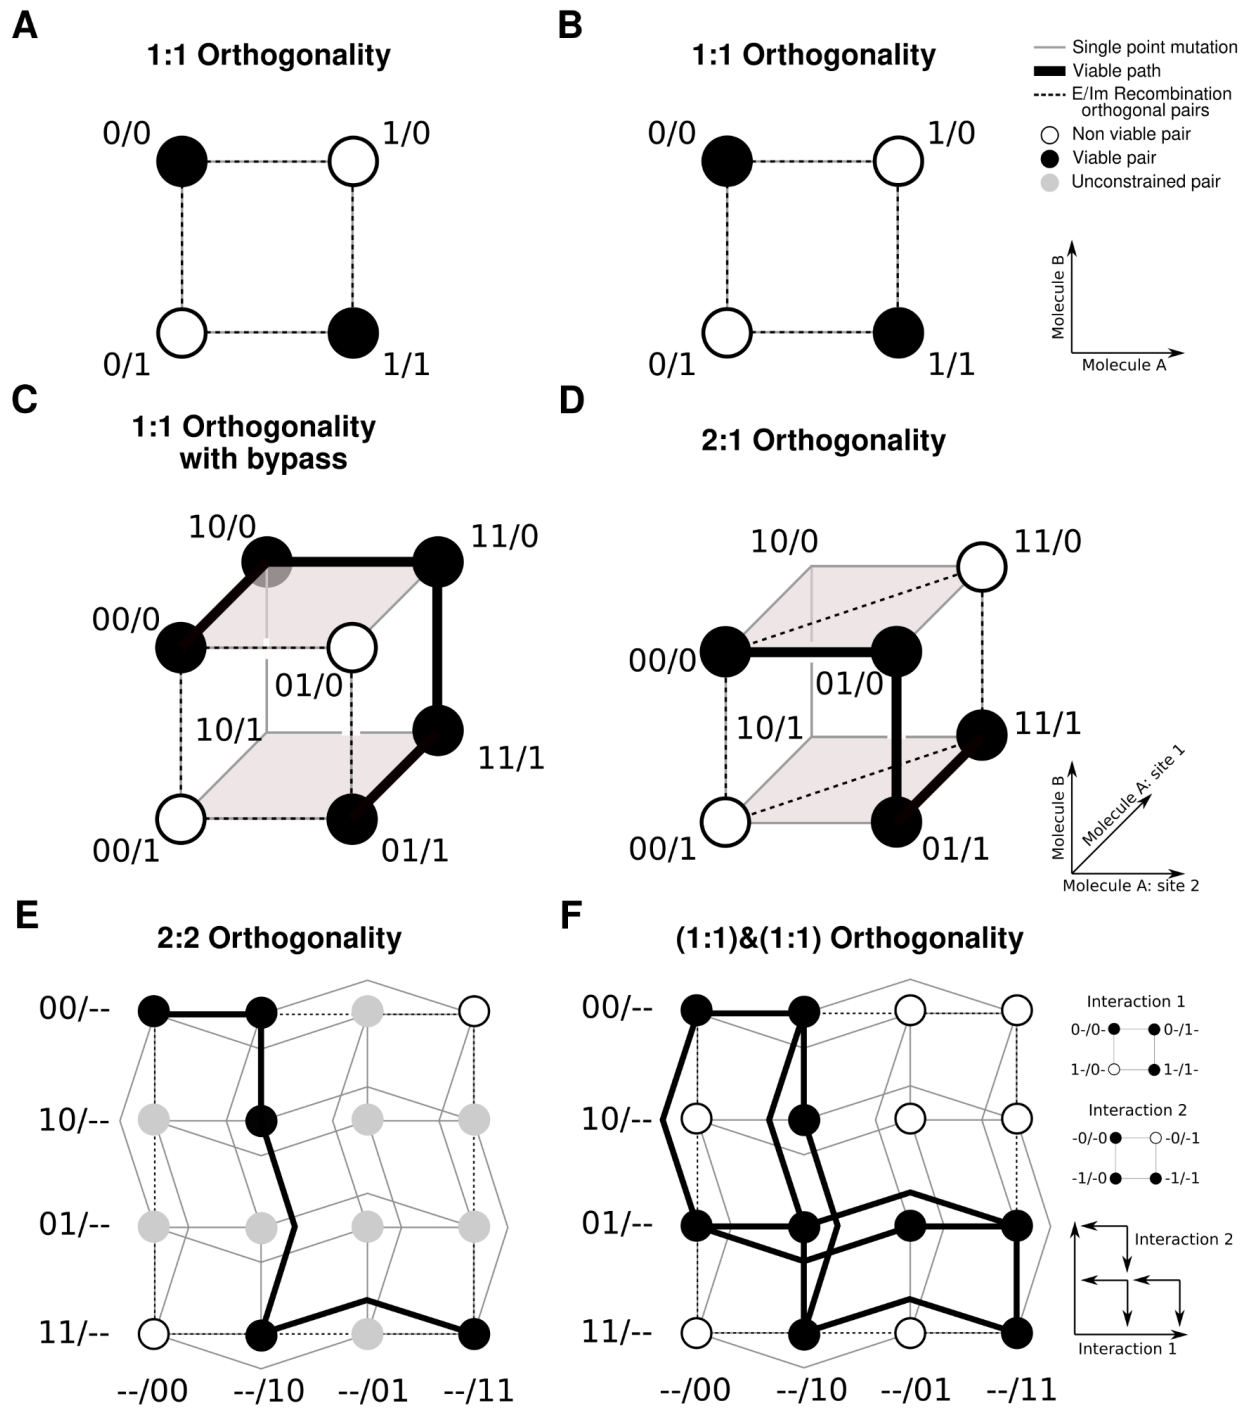 A
1:1 Orthogonality
0/0
1/0
0/1
1/1
B
1:1 Orthogonality
0/0
1/0
0/1
1/1
Single point mutation
Viable path
E/Im Recombination
orthogonal pairs
Non viable pair
Viable pair
Unconstrained pair
Molecule B
Molecule A
C
1:1 Orthogonality
with bypass
10/0
11/0
00/0
01/0
10/1
11/1
00/1
01/1
D
2:1 Orthogonality
10/0
11/0
00/0
01/0
10/1
11/1
00/1
01/1
Molecule B
Molecule A: site 1
Molecule A: site 2
E
2:2 Orthogonality
00/--
10/--
01/--
11/--
--/00 --/10 --/01 --/11
F
(1:1)&(1:1) Orthogonality
00/--
10/--
01/--
11/--
--/00 --/10 --/01 --/11
Interaction 1
0-/0- 0-/1-
1-/0- 1-/1-
Interaction 2
-0/-0 -0/-1
-1/-0 -1/-1
Interaction 2
Interaction 1